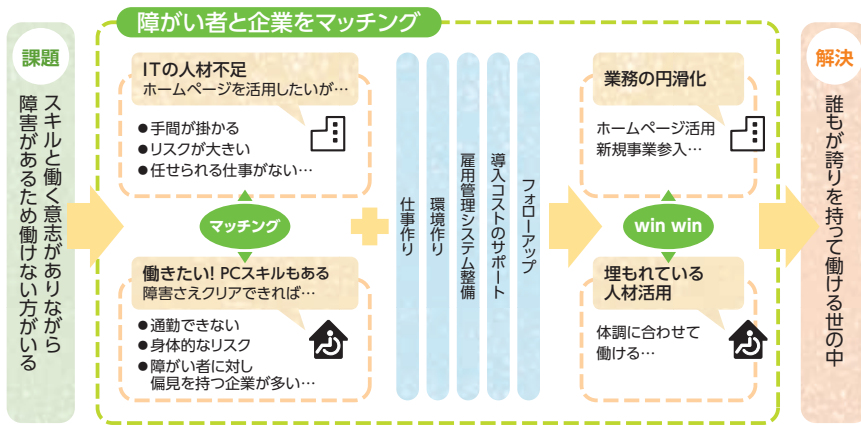 障がい者と企業をマッチング
課題
スキルと働く意志がありながら
障害があるため働けない方がいる
ITの人材不足
ホームページを活用したいが…
●手間が掛かる
●リスクが大きい
●任せられる仕事がない…
マッチング
働きたい! PCスキルもある
障害さえクリアできれば…
●通勤できない
●身体的なリスク
●障がい者に対し
偏見を持つ企業が多い…
仕事作り
環境作り
雇用管理システム整備
導入コストのサポート
フォローアップ
業務の円滑化
ホームページ活用
新規事業参入…
win win
埋もれている
人材活用
体調に合わせて
働ける…
解決
誰もが誇りを持って働ける世の中